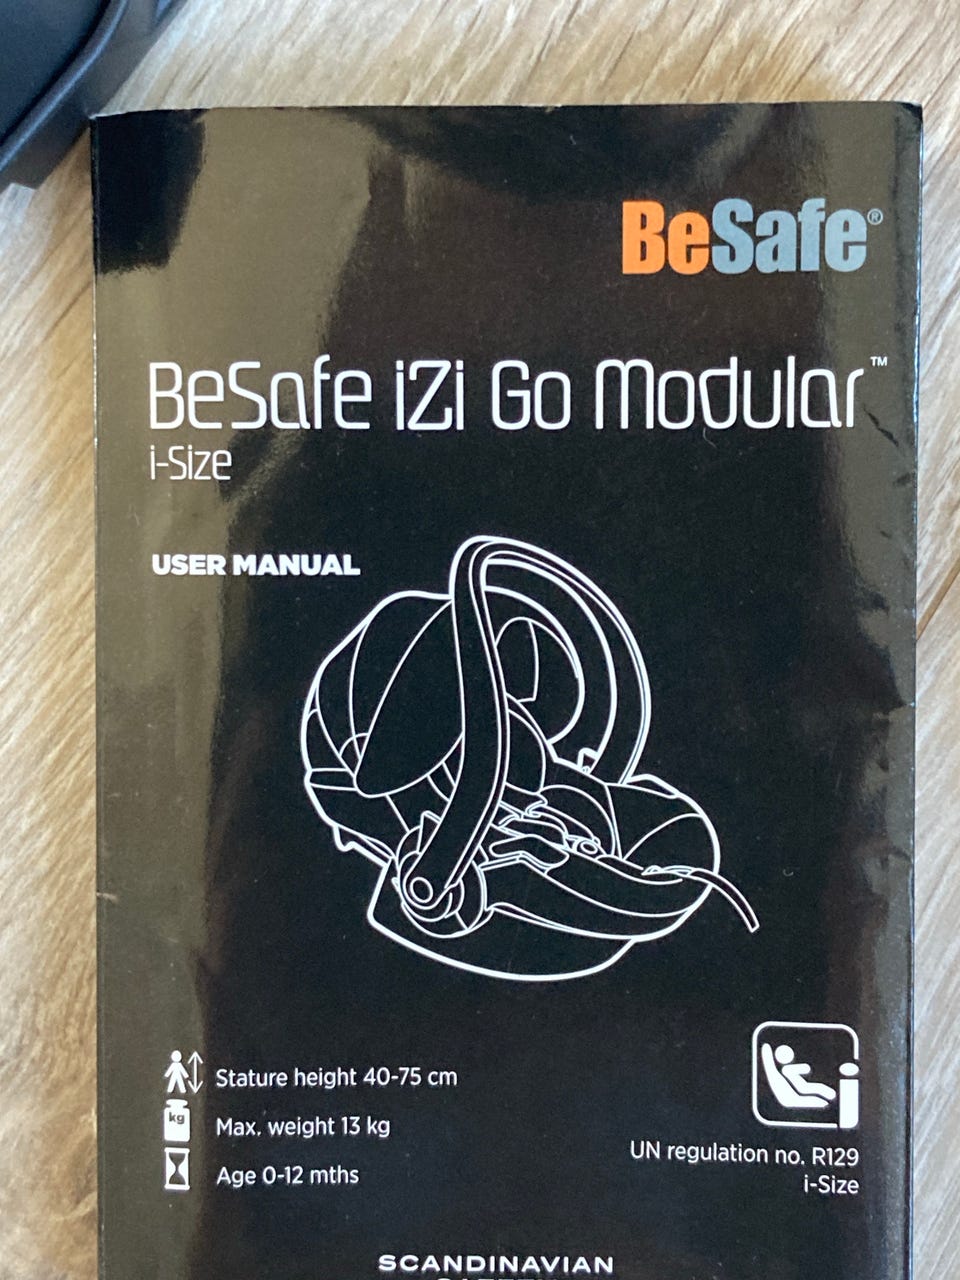 BeSafe®
BeSafe iZi Go Modular™
i-Size
USER MANUAL
Stature height 40-75 cm
kg
Max. weight 13 kg
Age 0-12 mths
UN regulation no. R129
i-Size
SCANDINAVIAN